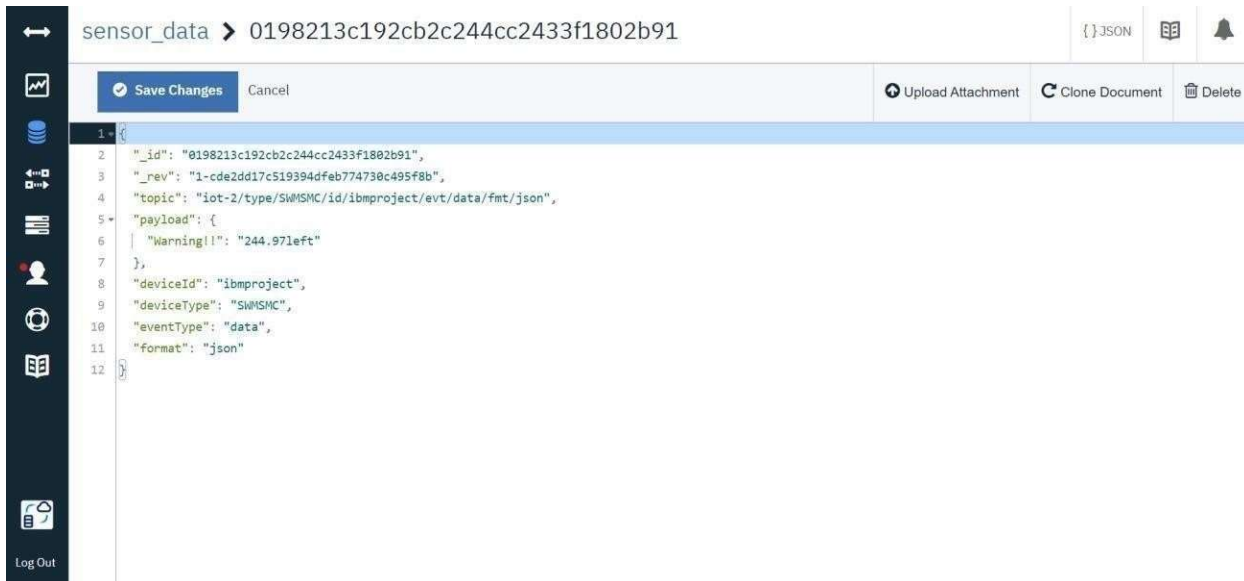 sensor_data > 0198213c192cb2c244cc2433f1802b91
{ } JSON
Save Changes
Cancel
Upload Attachment
Clone Document
Delete
1 {
2 "_id": "0198213c192cb2c244cc2433f1802b91",
3 "_rev": "1-cde2dd17c519394dfeb774730c495f8b",
4 "topic": "iot-2/type/SWMSMC/id/ibmproject/evt/data/fmt/json",
5 "payload": {
6 "Warning!!": "244.97left"
7 },
8 "deviceId": "ibmproject",
9 "deviceType": "SWMSMC",
10 "eventType": "data",
11 "format": "json"
12 }
Log Out